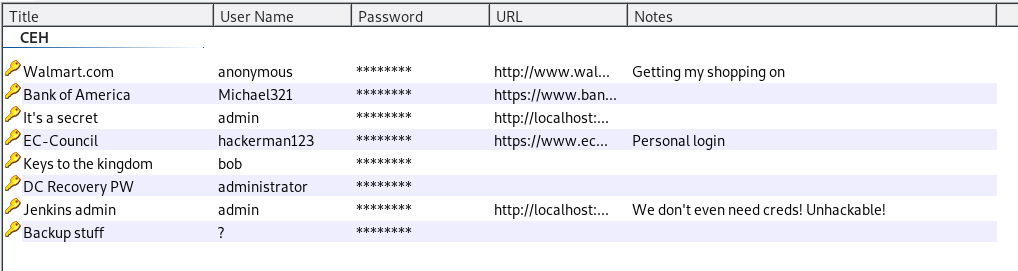 Title User Name Password URL Notes
CEH
Walmart.com anonymous ******** http://www.wal... Getting my shopping on
Bank of America Michael321 ******** https://www.ban...
It's a secret admin ******** http://localhost:...
EC-Council hackerman123 ******** https://www.ec... Personal login
Keys to the kingdom bob ********
DC Recovery PW administrator ********
Jenkins admin admin ******** http://localhost:... We don't even need creds! Unhackable!
Backup stuff ? ********